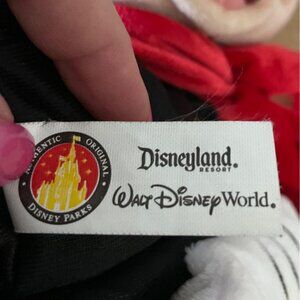 AUTHENTIC ORIGINAL
DISNEY PARKS
Disneyland.
RESORT
Walt Disney World.